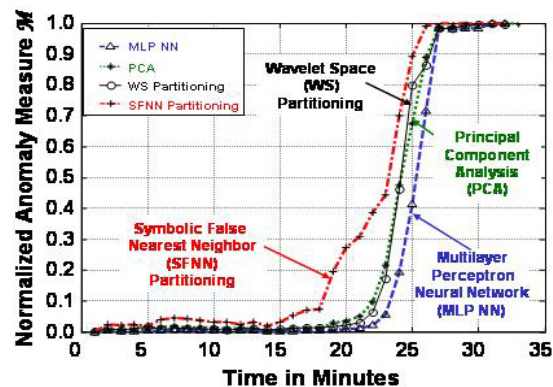 Normalized Anomaly Measure M
1.0
0.9
0.8
0.7
0.6
0.5
0.4
0.3
0.2
0.1
0.0
MLP NN
PCA
WS Partitioning
SFNN Partitioning
Wavelet Space
(WS)
Partitioning
Principal
Component
Analysis
(PCA)
Symbolic False
Nearest Neighbor
(SFNN)
Partitioning
Multilayer
Perceptron
Neural Network
(MLP NN)
0 5 10 15 20 25 30 35
Time in Minutes